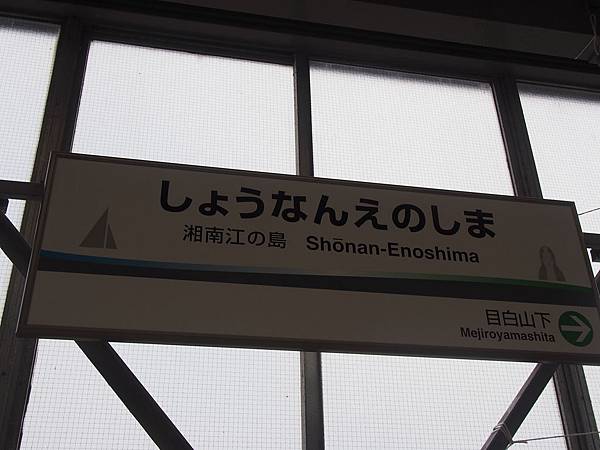 しょうなんえのしま
湘南江の島 Shōnan-Enoshima
目白山下
Mejiroyamashita